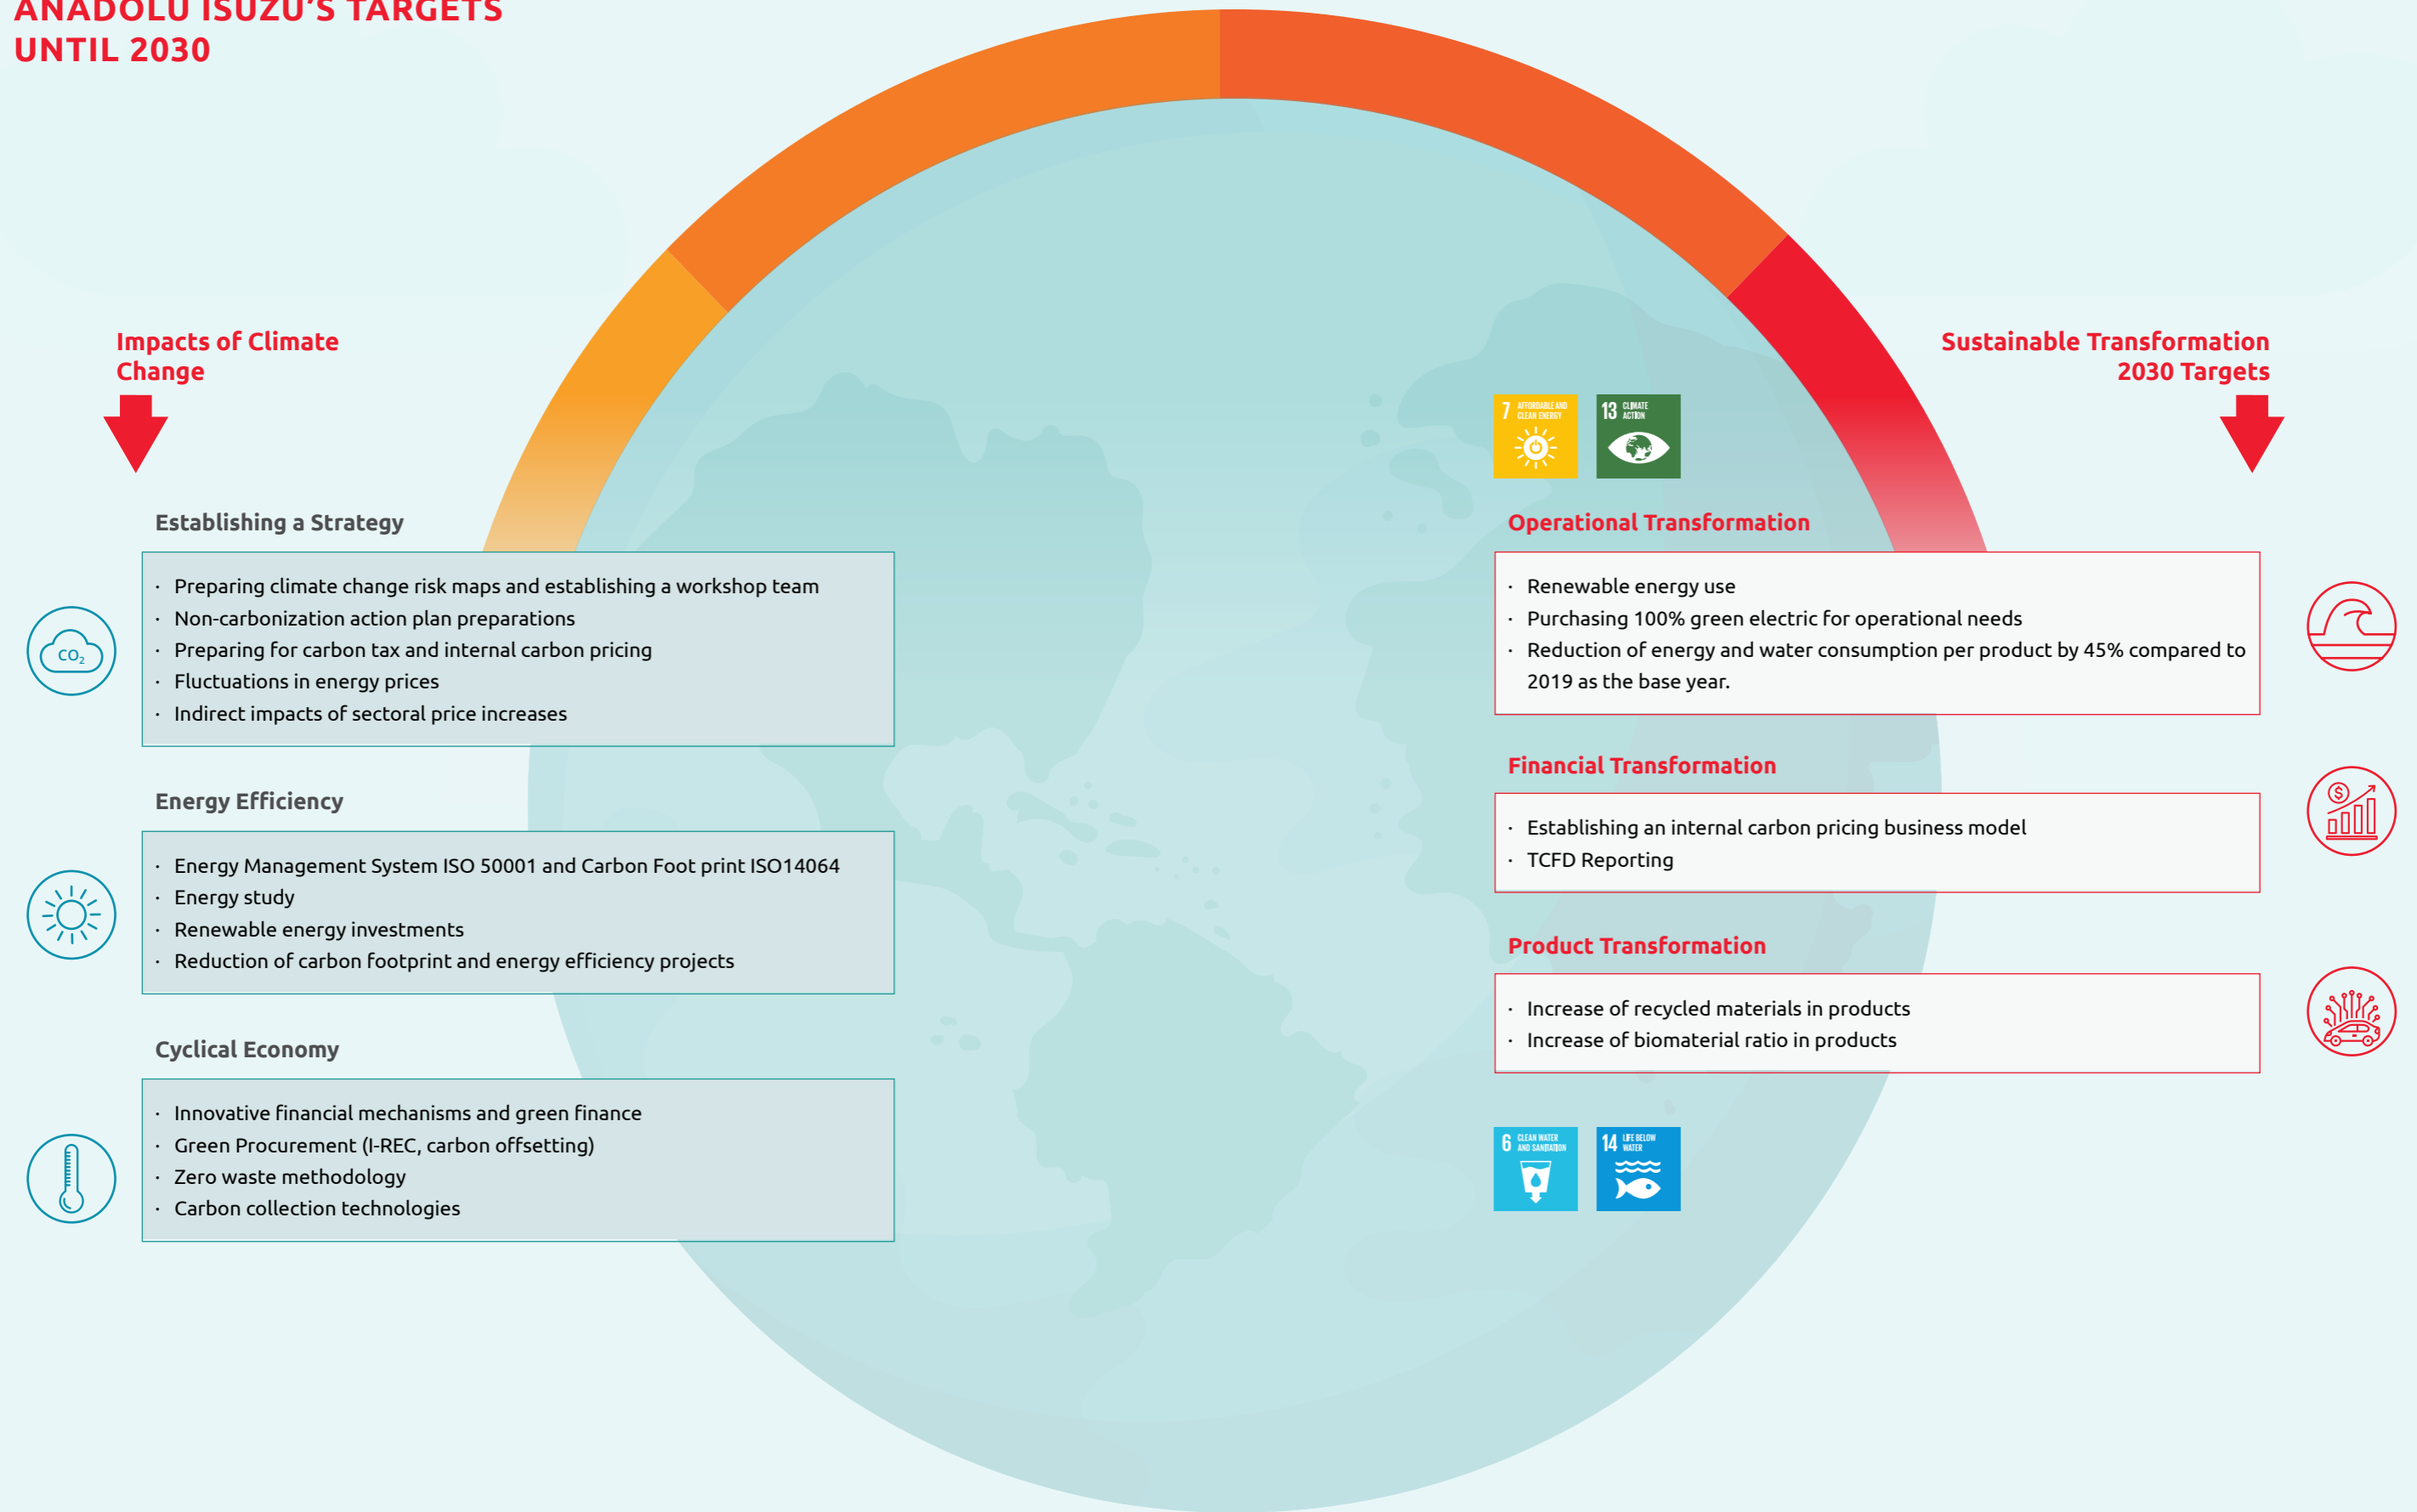 ANADOLU ISUZU'S TARGETS
UNTIL 2030
Impacts of Climate
Change
Establishing a Strategy
· Preparing climate change risk maps and establishing a workshop team
· Non-carbonization action plan preparations
· Preparing for carbon tax and internal carbon pricing
· Fluctuations in energy prices
· Indirect impacts of sectoral price increases
CO₂
Energy Efficiency
· Energy Management System ISO 50001 and Carbon Foot print ISO14064
· Energy study
· Renewable energy investments
· Reduction of carbon footprint and energy efficiency projects
Cyclical Economy
· Innovative financial mechanisms and green finance
· Green Procurement (I-REC, carbon offsetting)
· Zero waste methodology
· Carbon collection technologies
Sustainable Transformation
2030 Targets
7 AFFORDABLE AND
CLEAN ENERGY
13 CLIMATE
ACTION
Operational Transformation
· Renewable energy use
· Purchasing 100% green electric for operational needs
· Reduction of energy and water consumption per product by 45% compared to
2019 as the base year.
Financial Transformation
· Establishing an internal carbon pricing business model
· TCFD Reporting
$
Product Transformation
· Increase of recycled materials in products
· Increase of biomaterial ratio in products
6 CLEAN WATER
AND SANITATION
14 LIFE BELOW
WATER